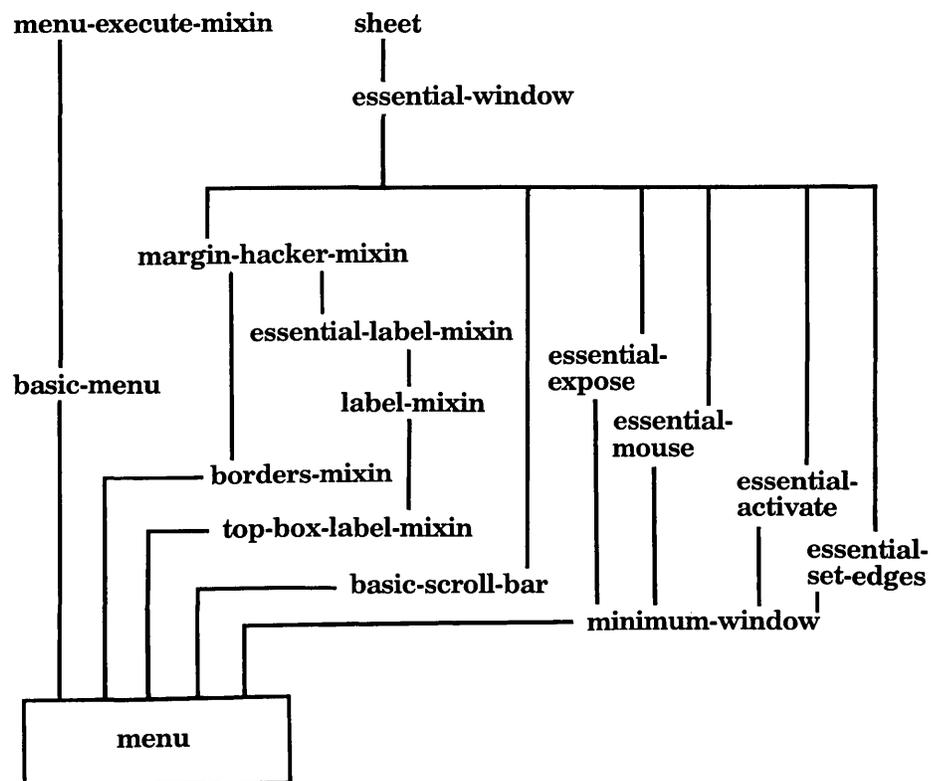 menu-execute-mixin
sheet
essential-window
margin-hacker-mixin
essential-label-mixin
essential-
expose
basic-menu
label-mixin
essential-
mouse
borders-mixin
essential-
activate
top-box-label-mixin
essential-
set-edges
basic-scroll-bar
minimum-window
menu